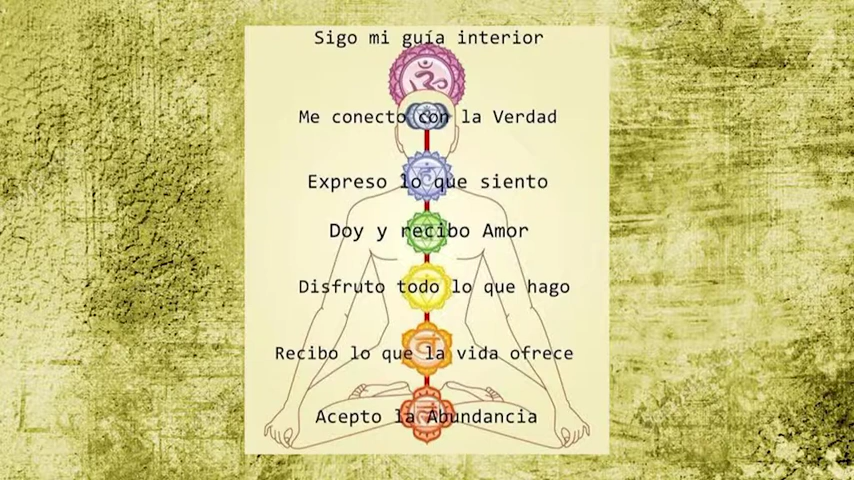 Sigo mi guía interior
Me conecto con la Verdad
Expreso lo que siento
Doy y recibo Amor
Disfruto todo lo que hago
Recibo lo que la vida ofrece
Acepto la Abundancia